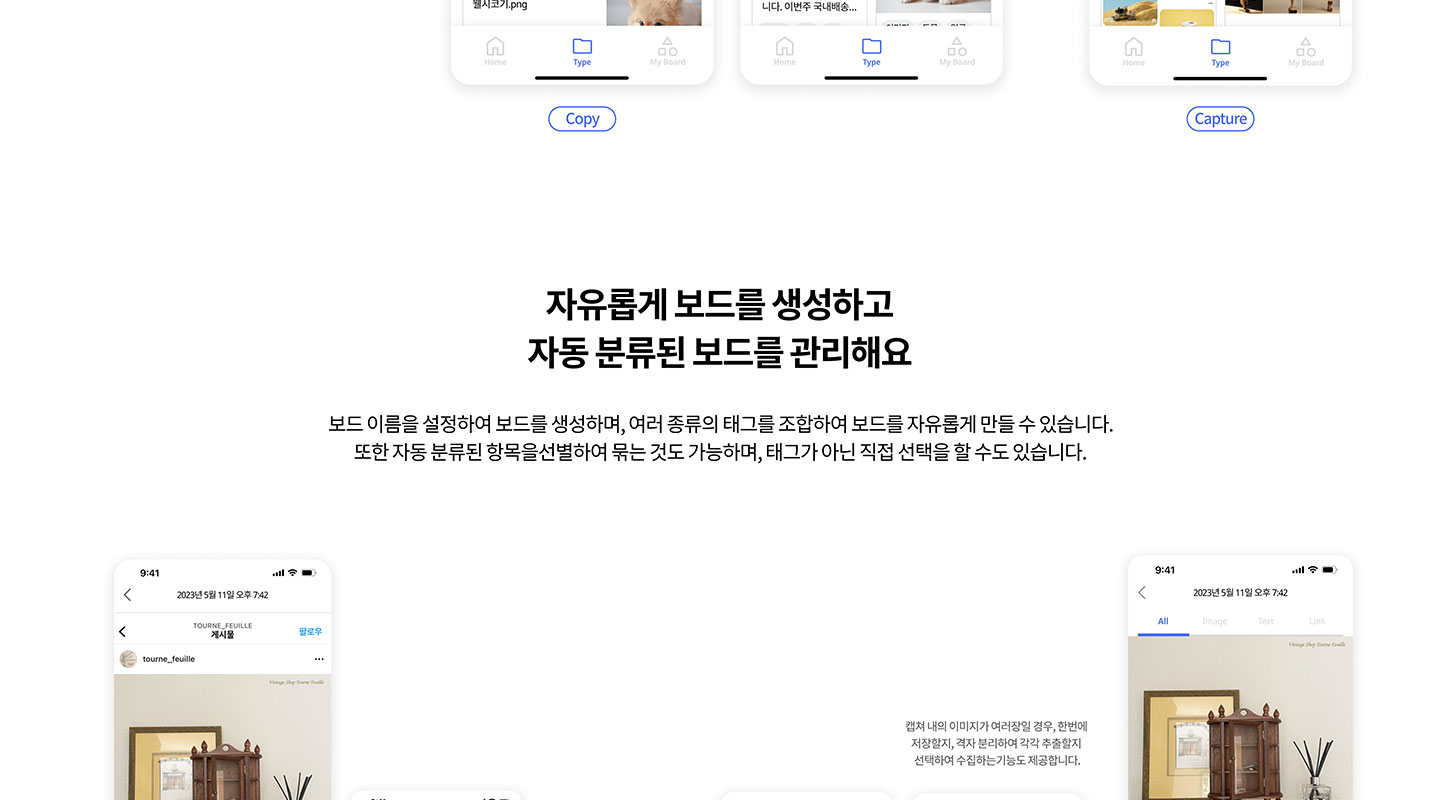 웰시코기.png
니다. 이번주 국내배송...
Home
Type
My Board
Home
Type
My Board
Home
Type
My Board
Copy
Capture
자유롭게 보드를 생성하고
자동 분류된 보드를 관리해요
보드 이름을 설정하여 보드를 생성하며, 여러 종류의 태그를 조합하여 보드를 자유롭게 만들 수 있습니다.
또한 자동 분류된 항목을선별하여 묶는 것도 가능하며, 태그가 아닌 직접 선택을 할 수도 있습니다.
9:41
2023년 5월 11일 오후 7:42
TOURNE_FEUILLE
게시물
팔로우
tourne_feuille
Vintage Shop Tourne Feuille
캡쳐 내의 이미지가 여러장일 경우, 한번에
저장할지, 격자 분리하여 각각 추출할지
선택하여 수집하는기능도 제공합니다.
9:41
2023년 5월 11일 오후 7:42
All
Image
Text
Link
Vintage Shop Tourne Feuille